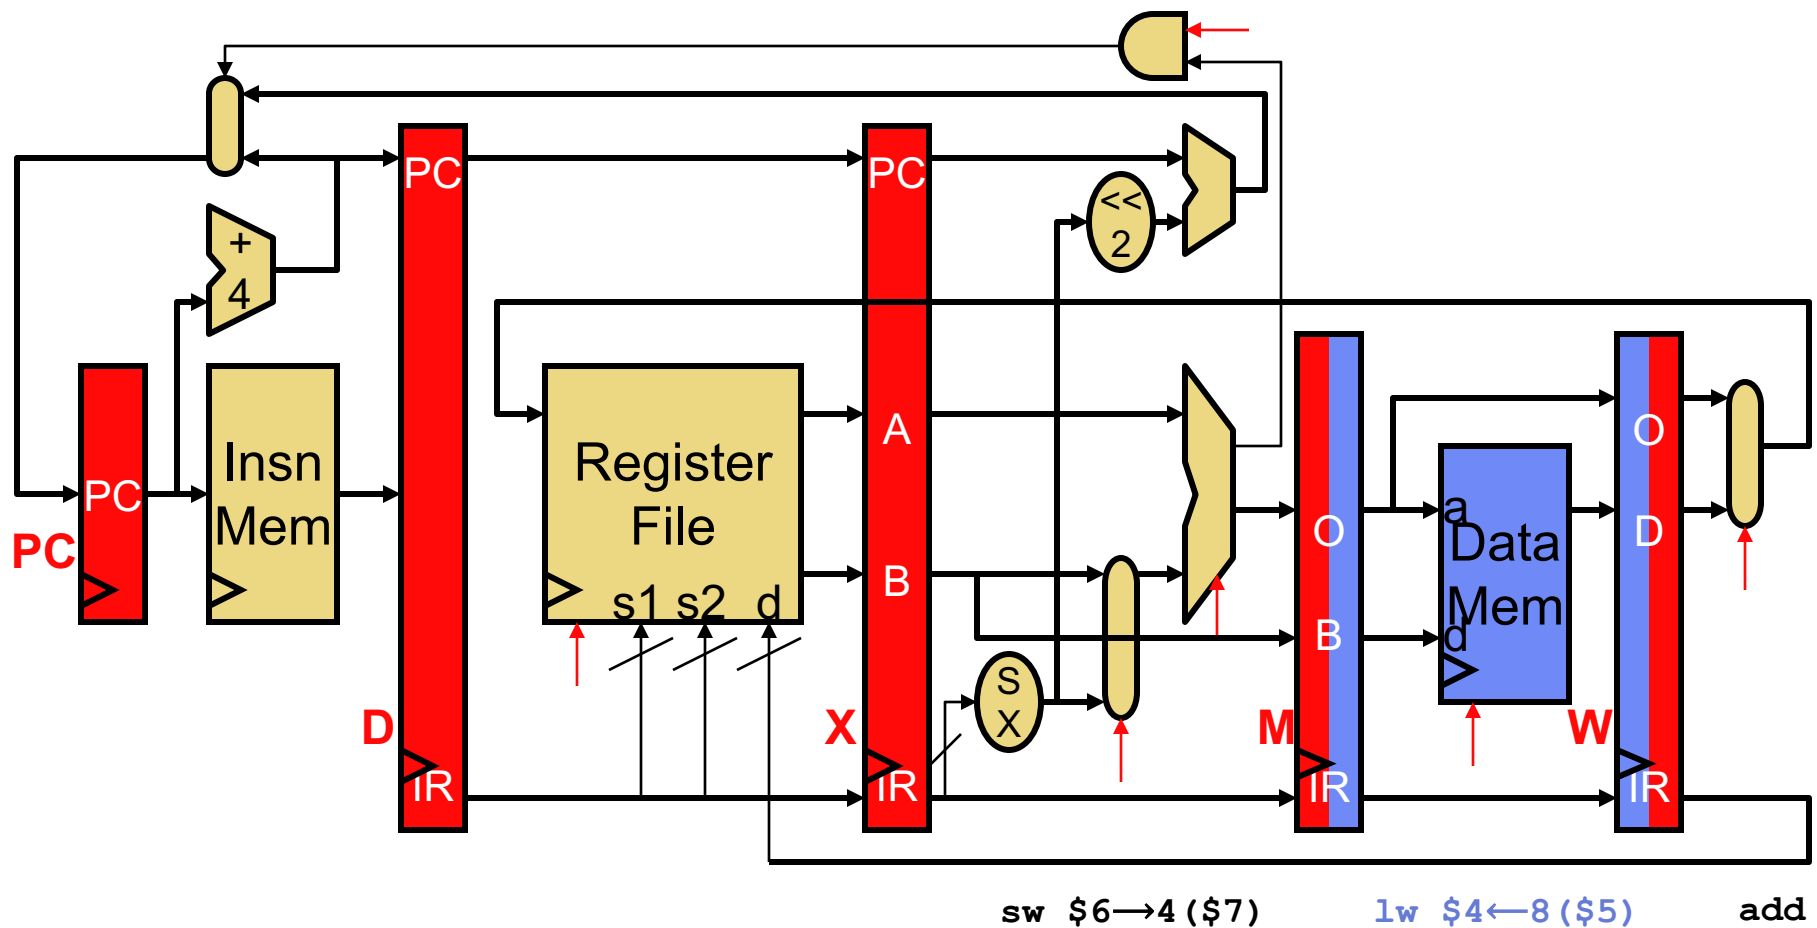 <<
2
PC
PC
+
4
Insn
Mem
Register
File
s1 s2 d
A
B
O
B
a
Data
Mem
d
O
D
PC
PC
S
X
D
X
M
W
IR
IR
IR
IR
sw $6→4($7)
lw $4←8($5)
add